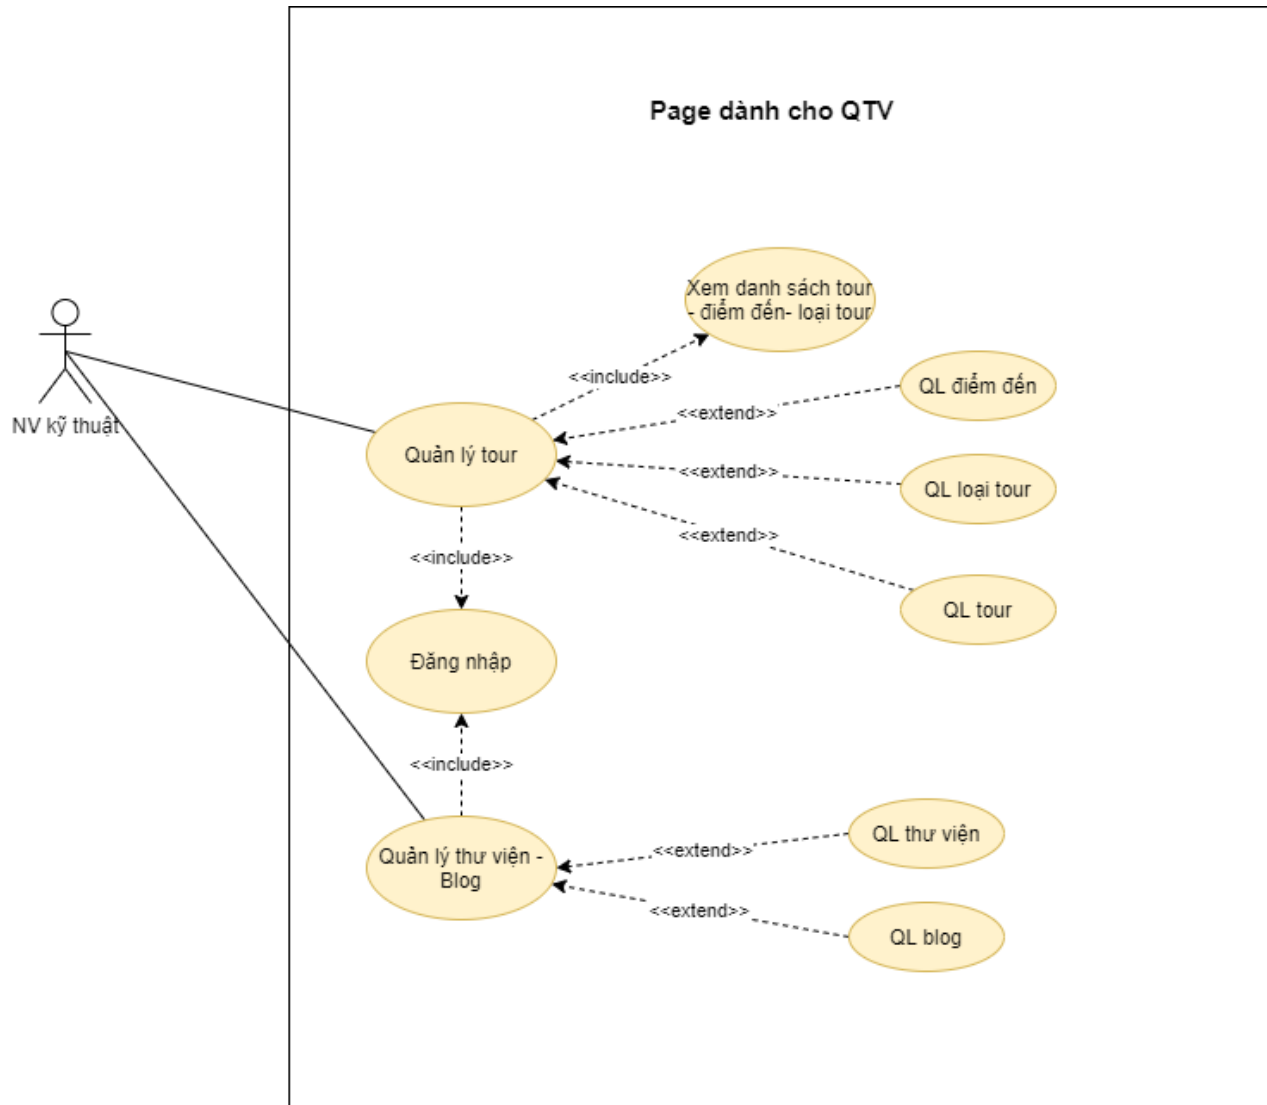 Page dành cho QTV
Xem danh sách tour
- điểm đến- loại tour
<<include>>
QL điểm đến
<<extend>>
NV kỹ thuật
Quản lý tour
<<extend>>
QL loại tour
<<extend>>
<<include>>
QL tour
Đăng nhập
<<include>>
QL thư viện
<<extend>>
Quản lý thư viện -
Blog
<<extend>>
QL blog